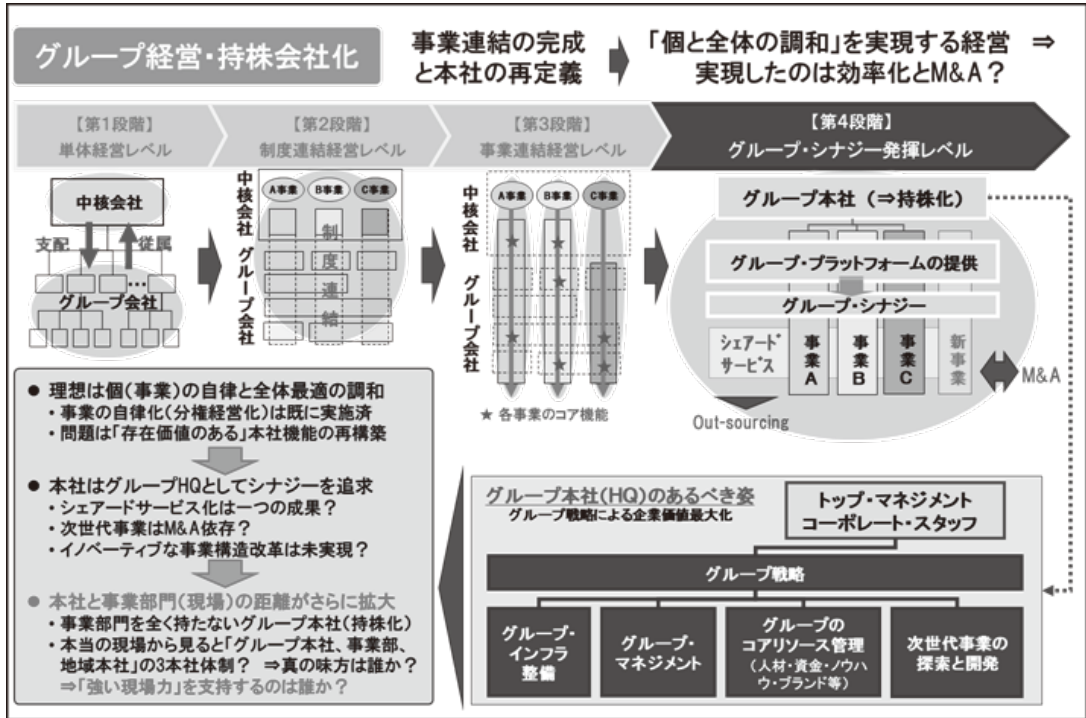 グループ経営・持株会社化
事業連結の完成
と本社の再定義
「個と全体の調和」を実現する経営 ⇒
実現したのは効率化とM&A？
【第1段階】
単体経営レベル
【第2段階】
制度連結経営レベル
【第3段階】
事業連結経営レベル
【第4段階】
グループ・シナジー発揮レベル
中核会社
支配
従属
…
グループ会社
中核会社
グループ会社
A事業
B事業
C事業
制度連結
中核会社
グループ会社
A事業
B事業
C事業
★ 各事業のコア機能
グループ本社（⇒持株化）
グループ・プラットフォームの提供
グループ・シナジー
シェアード
サービス
事業A
事業B
事業C
新事業
M&A
Out-sourcing
● 理想は個（事業）の自律と全体最適の調和
・事業の自律化（分権経営化）は既に実施済
・問題は「存在価値のある」本社機能の再構築
● 本社はグループHQとしてシナジーを追求
・シェアードサービス化は一つの成果？
・次世代事業はM&A依存？
・イノベーティブな事業構造改革は未実現？
● 本社と事業部門（現場）の距離がさらに拡大
・事業部門を全く持たないグループ本社（持株化）
・本当の現場から見ると「グループ本社、事業部、
地域本社」の3本社体制？ ⇒真の味方は誰か？
⇒「強い現場力」を支持するのは誰か？
グループ本社（HQ）のあるべき姿
グループ戦略による企業価値最大化
トップ・マネジメント
コーポレート・スタッフ
グループ戦略
グループ・
インフラ
整備
グループ・
マネジメント
グループの
コアリソース管理
（人材・資金・ノウハ
ウ・ブランド等）
次世代事業の
探索と開発